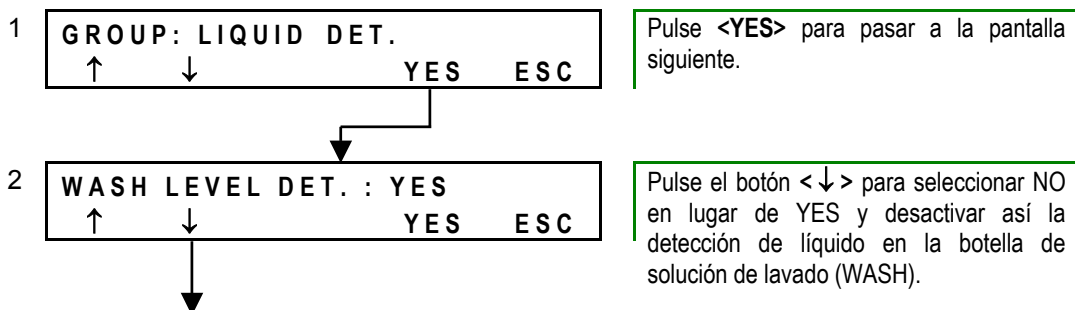 1
GROUP: LIQUID DET.
↑ ↓ YES ESC
Pulse <YES> para pasar a la pantalla
siguiente.
2
WASH LEVEL DET. : YES
↑ ↓ YES ESC
Pulse el botón <↓> para seleccionar NO
en lugar de YES y desactivar así la
detección de líquido en la botella de
solución de lavado (WASH).